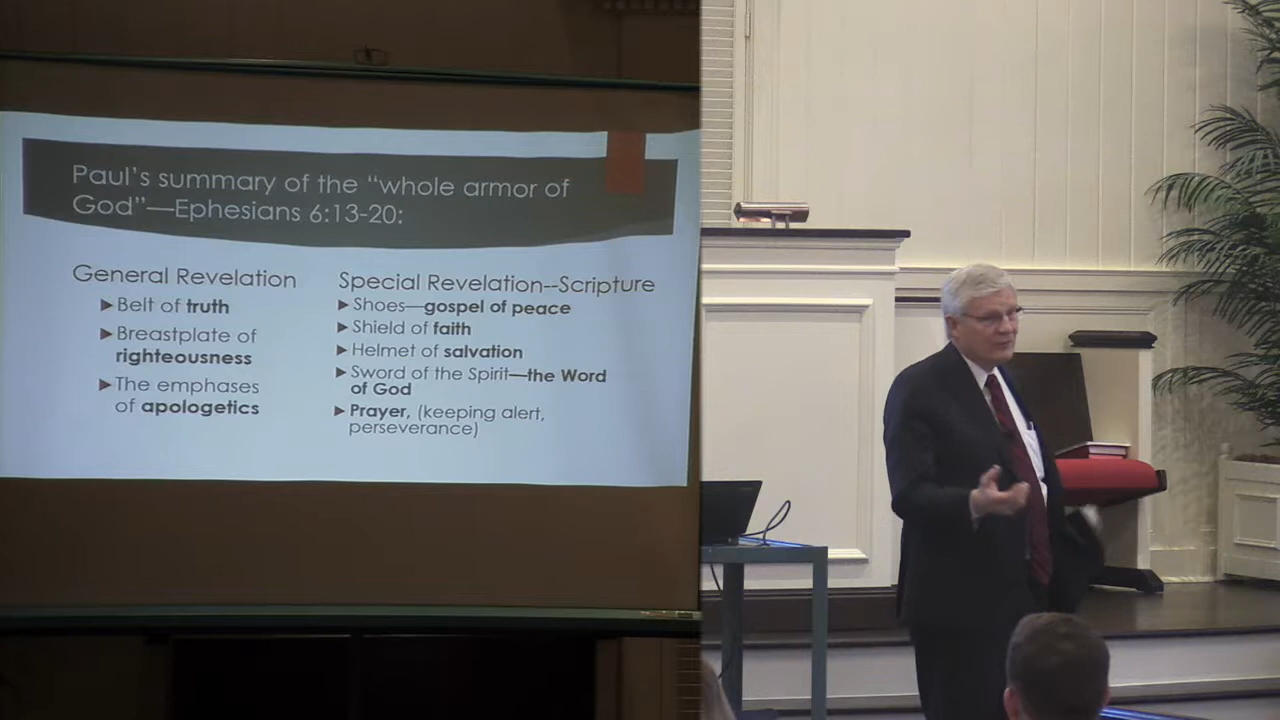 Paul's summary of the “whole armor of
God”—Ephesians 6:13-20:
General Revelation
▶Belt of truth
▶Breastplate of
righteousness
▶The emphases
of apologetics
Special Revelation--Scripture
▶Shoes—gospel of peace
▶Shield of faith
▶Helmet of salvation
▶Sword of the Spirit—the Word
of God
▶Prayer, (keeping alert,
perseverance)